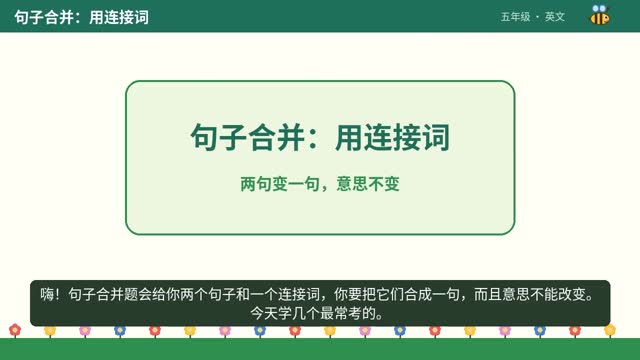 句子合并：用连接词
五年级 · 英文
句子合并：用连接词
两句变一句，意思不变
嗨！句子合并题会给你两个句子和一个连接词，你要把它们合成一句，而且意思不能改变。
今天学几个最常考的。